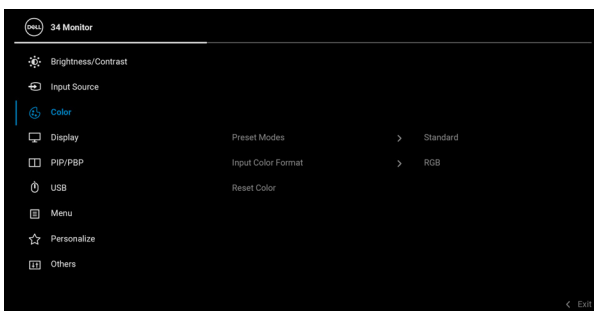 DELL 34 Monitor
Brightness/Contrast
Input Source
Color
Display Preset Modes > Standard
PIP/PBP Input Color Format > RGB
USB Reset Color
Menu
Personalize
Others
< Exit